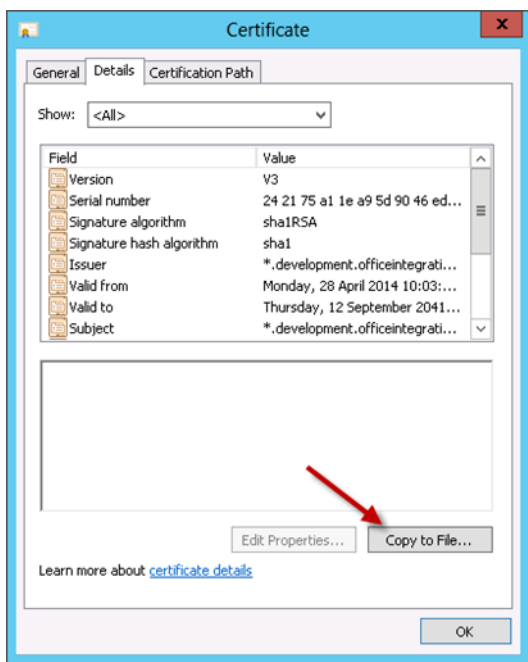 Certificate
x
General Details Certification Path
Show: <All>
Field Value
Version V3
Serial number 24 21 75 a1 1e a9 5d 90 46 ed...
Signature algorithm sha1RSA
Signature hash algorithm sha1
Issuer *.development.officeintegrati...
Valid from Monday, 28 April 2014 10:03:...
Valid to Thursday, 12 September 2041...
Subject *.development.officeintegrati...
Edit Properties... Copy to File...
Learn more about certificate details
OK